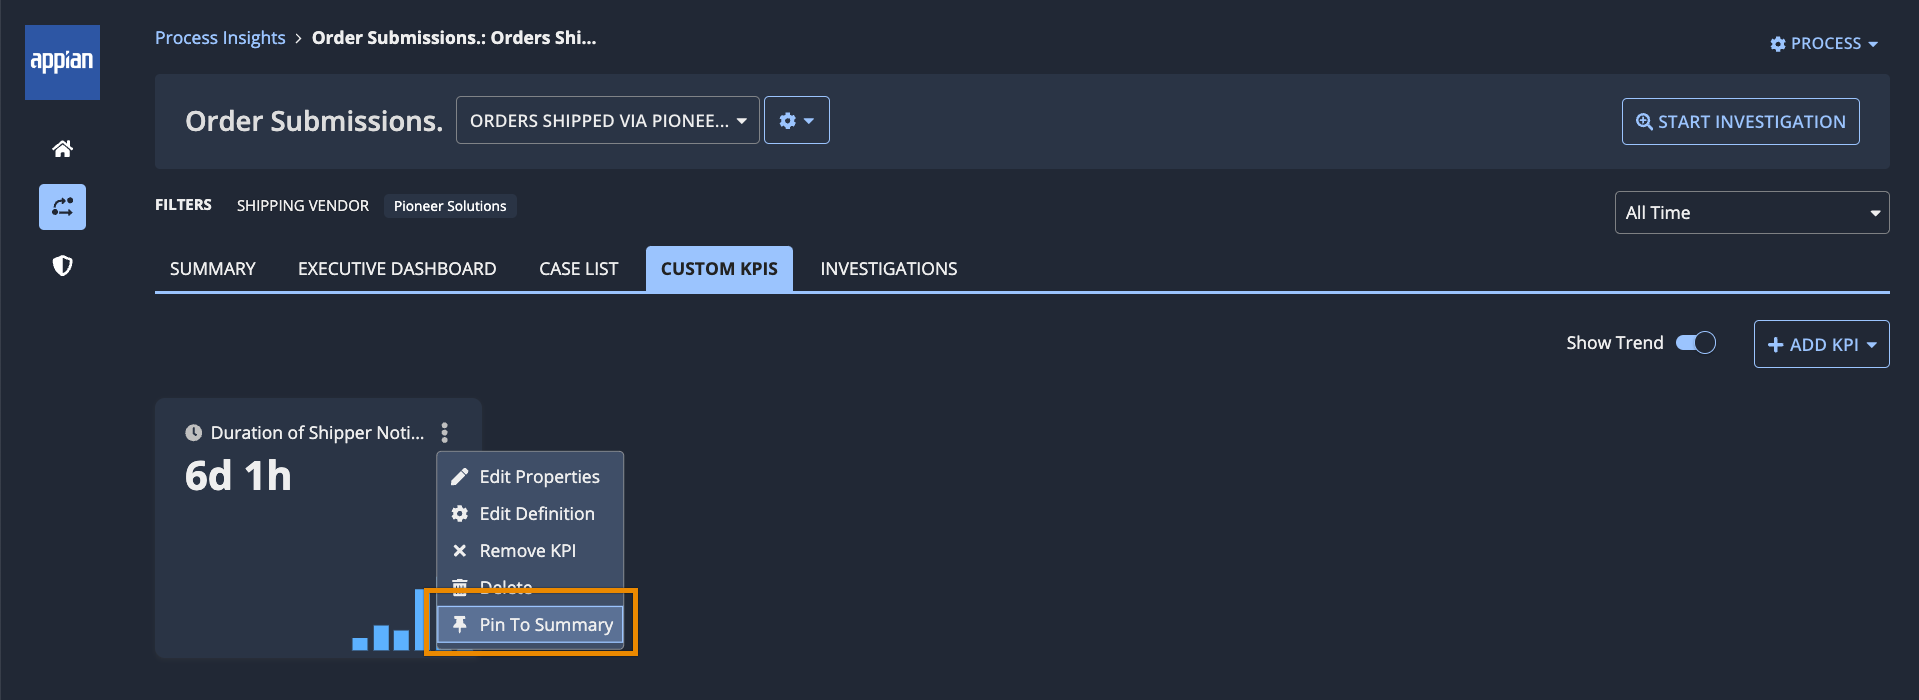 appian
Process Insights > Order Submissions.: Orders Shi...
PROCESS
Order Submissions.
ORDERS SHIPPED VIA PIONEE...
START INVESTIGATION
FILTERS SHIPPING VENDOR Pioneer Solutions
All Time
SUMMARY EXECUTIVE DASHBOARD CASE LIST CUSTOM KPIS INVESTIGATIONS
Show Trend
ADD KPI
Duration of Shipper Noti...
6d 1h
Edit Properties
Edit Definition
Remove KPI
Delete
Pin To Summary